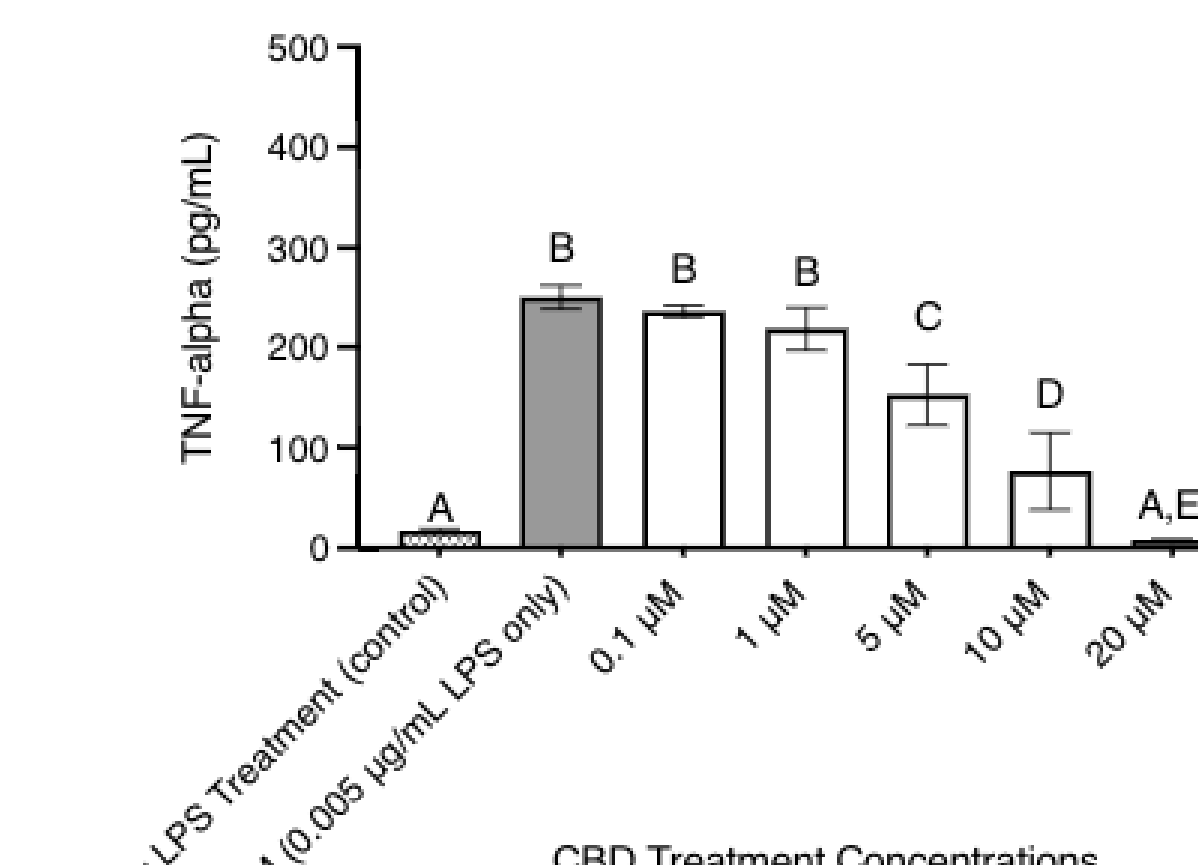 500
400
300
200
100
0
TNF-alpha (pg/mL)
A
B
B
B
C
D
A,E
LPS Treatment (control)
(0.005 µg/mL LPS only)
0.1 µM
1 µM
5 µM
10 µM
20 µM
CBD Treatment Concentrations